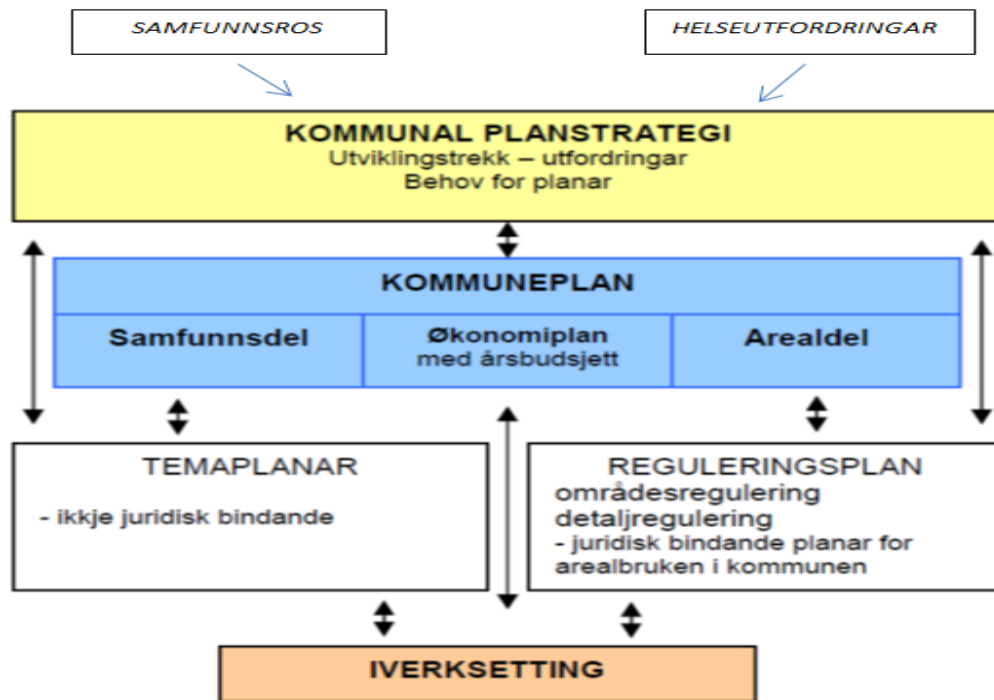 SAMFUNNSROS
HELSEUTFORDRINGAR
KOMMUNAL PLANSTRATEGI
Utviklingstrekk – utfordringar
Behov for planar
KOMMUNEPLAN
Samfunnsdel
Økonomiplan
med årsbudsjett
Arealdel
TEMAPLANAR
- ikkje juridisk bindande
REGULERINGSPLAN
områdesregulering
detaljregulering
- juridisk bindande planar for
arealbruken i kommunen
IVERKSETTING